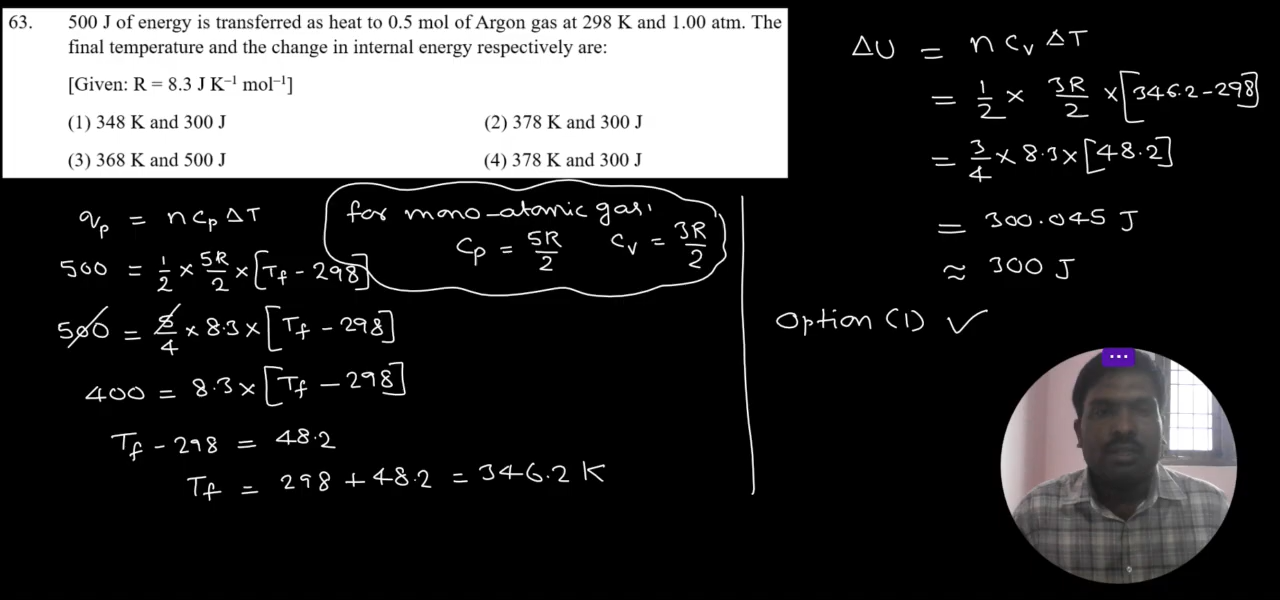 63. 500 J of energy is transferred as heat to 0.5 mol of Argon gas at 298 K and 1.00 atm. The
final temperature and the change in internal energy respectively are:
[Given: R = 8.3 J K⁻¹ mol⁻¹]
(1) 348 K and 300 J (2) 378 K and 300 J
(3) 368 K and 500 J (4) 378 K and 300 J
qₚ = n Cₚ ΔT
500 = 1/2 × 5R/2 × [T_f - 298]
500 = 5/4 × 8.3 × [T_f - 298]
400 = 8.3 × [T_f - 298]
T_f - 298 = 48.2
T_f = 298 + 48.2 = 346.2 K
for mono-atomic gas,
Cₚ = 5R/2 Cᵥ = 3R/2
ΔU = n Cᵥ ΔT
= 1/2 × 3R/2 × [346.2 - 298]
= 3/4 × 8.3 × [48.2]
= 300.045 J
≈ 300 J
Option (1) ✓